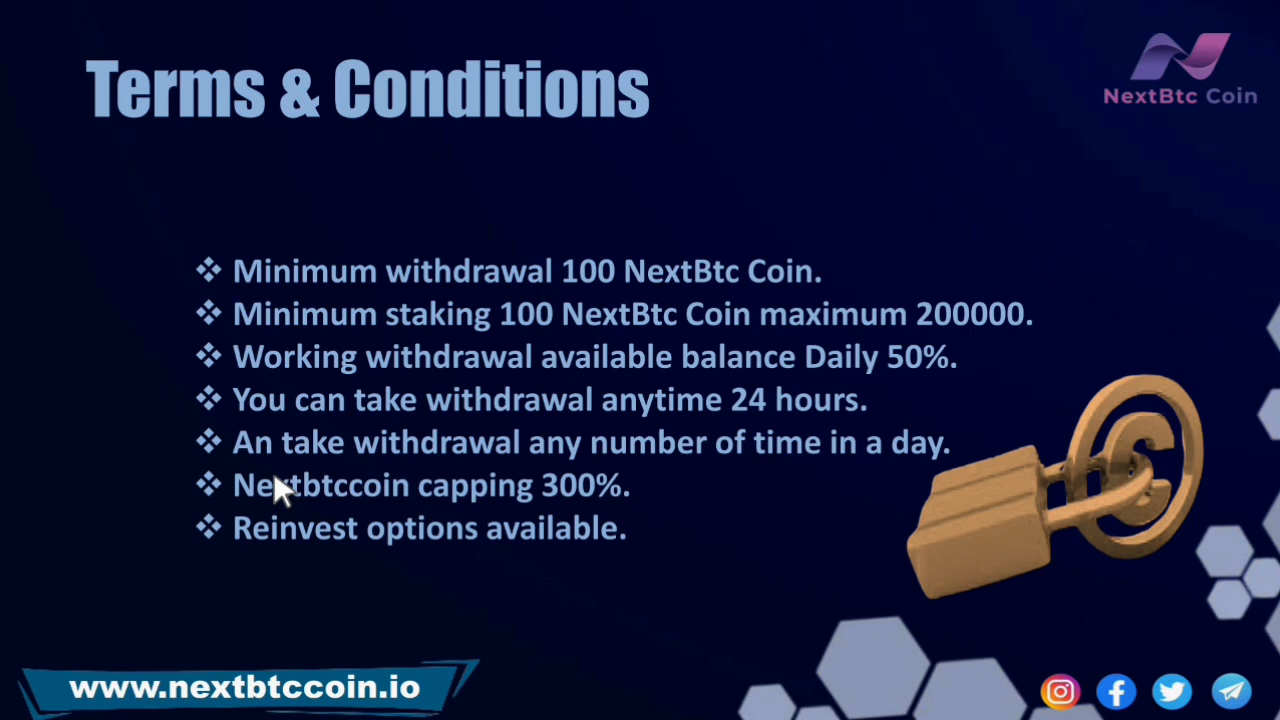 Terms & Conditions
NextBtc Coin
❖ Minimum withdrawal 100 NextBtc Coin.
❖ Minimum staking 100 NextBtc Coin maximum 200000.
❖ Working withdrawal available balance Daily 50%.
❖ You can take withdrawal anytime 24 hours.
❖ An take withdrawal any number of time in a day.
❖ Nextbtccoin capping 300%.
❖ Reinvest options available.
www.nextbtccoin.io